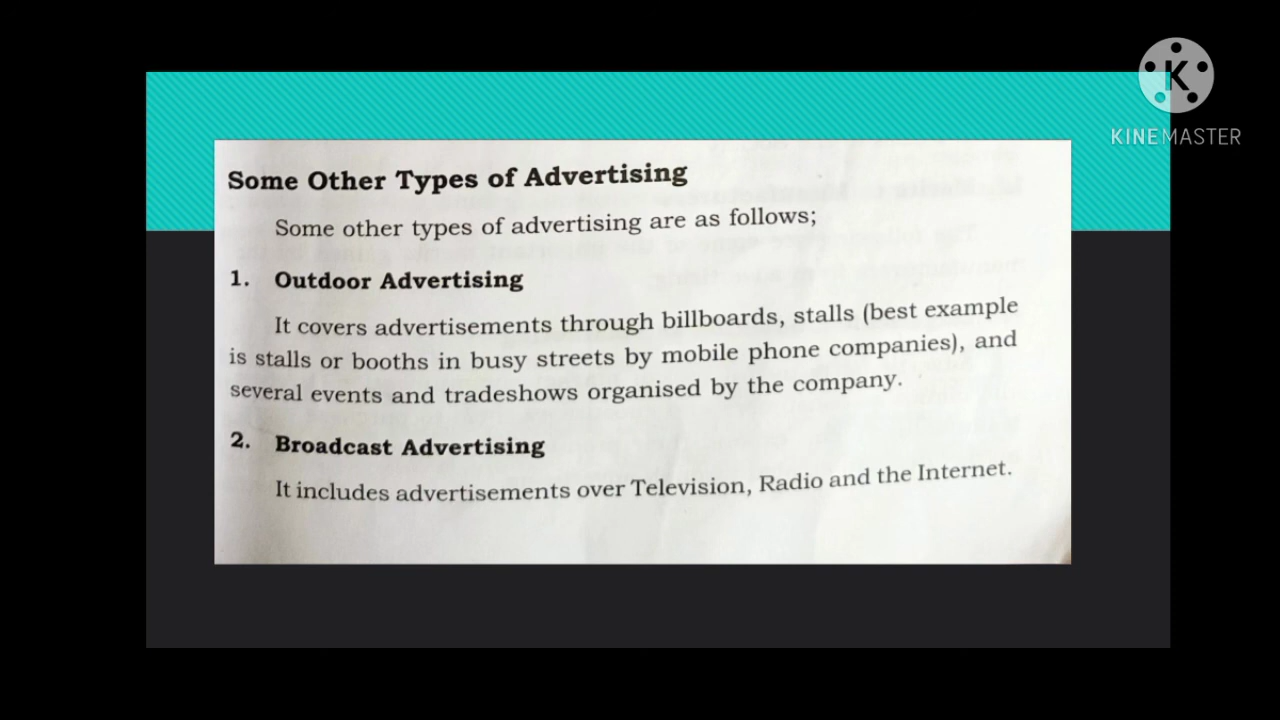 KINEMASTER
Some Other Types of Advertising
Some other types of advertising are as follows;
1. Outdoor Advertising
It covers advertisements through billboards, stalls (best example
is stalls or booths in busy streets by mobile phone companies), and
several events and tradeshows organised by the company.
2. Broadcast Advertising
It includes advertisements over Television, Radio and the Internet.